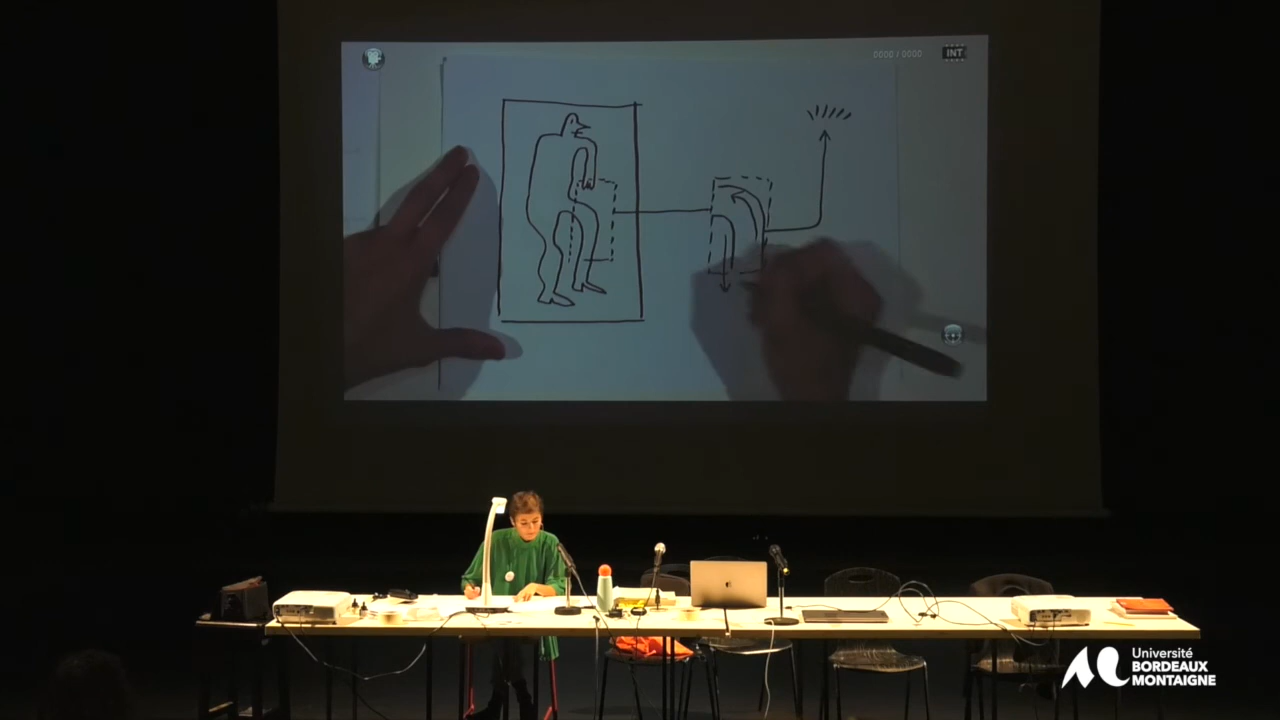 0000 / 0000
INT
Université
BORDEAUX
MONTAIGNE